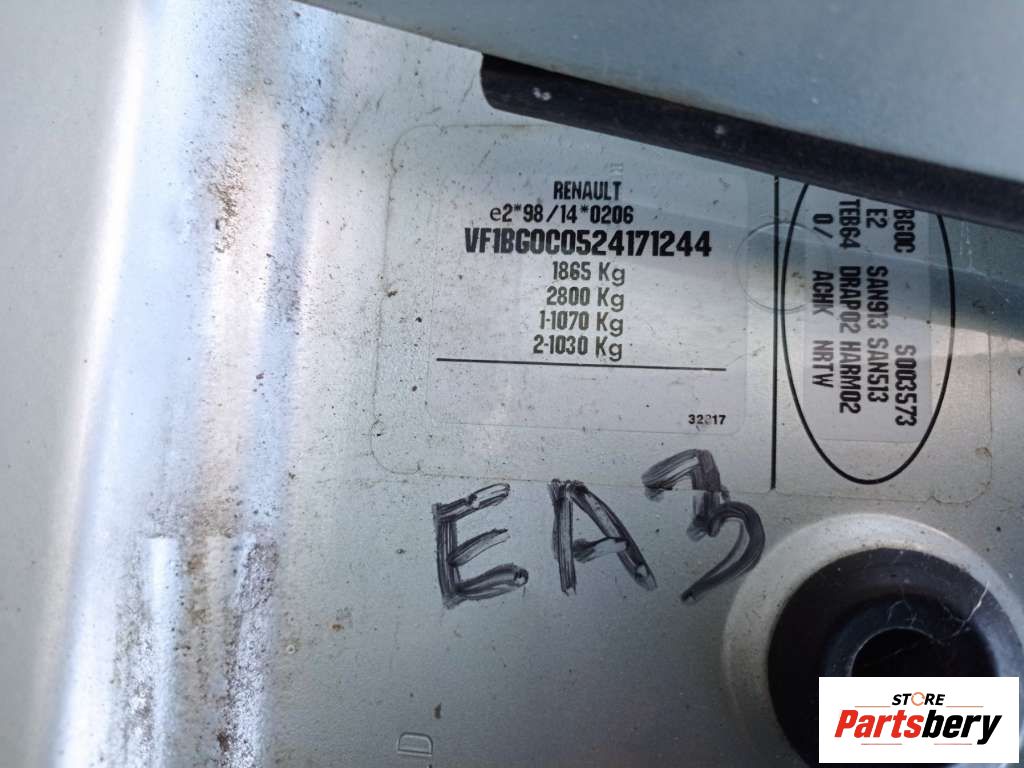 RENAULT
e2*98/14*0206
VF1BG0C0524171244
1865 Kg
2800 Kg
1-1070 Kg
2-1030 Kg
32217
BG0C S0C3573
E2 SAN913 SAN513
TEB64 DRAP02 HARM02
0/ ACHK NRTW
EA3
D
STORE
Partsbery